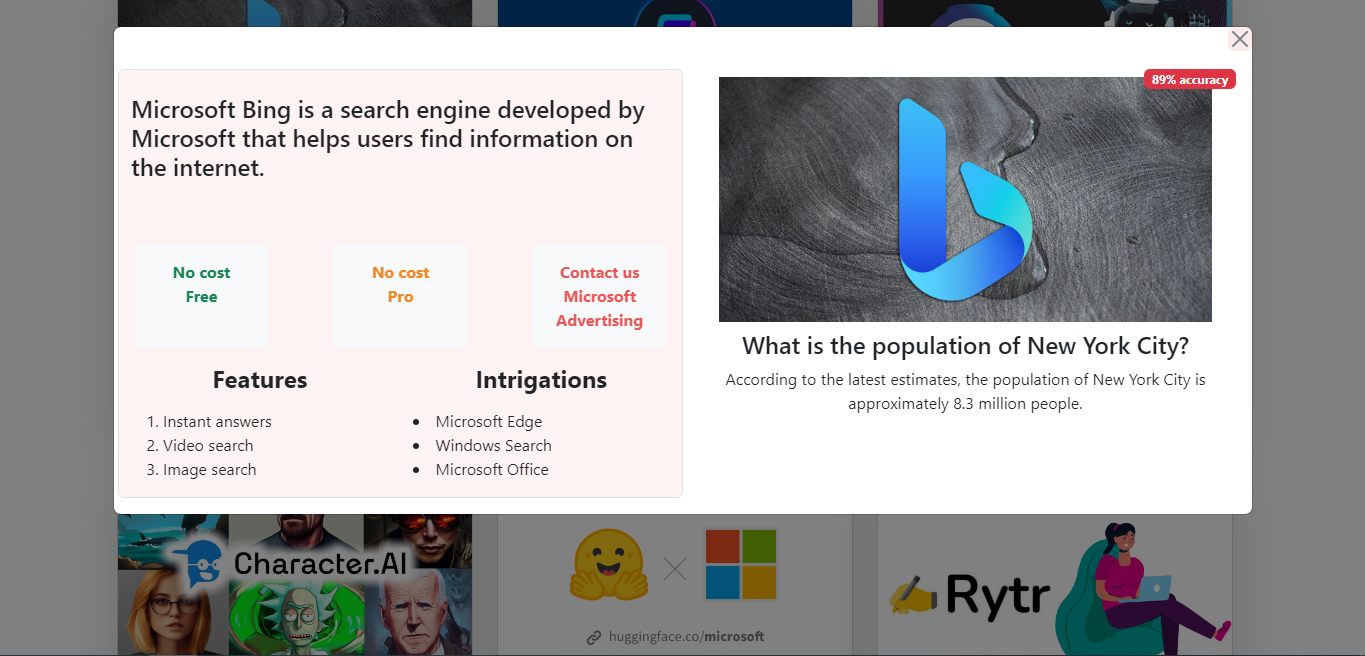 Microsoft Bing is a search engine developed by
Microsoft that helps users find information on
the internet.
No cost
Free
No cost
Pro
Contact us
Microsoft
Advertising
Features
1. Instant answers
2. Video search
3. Image search
Intrigations
• Microsoft Edge
• Windows Search
• Microsoft Office
89% accuracy
What is the population of New York City?
According to the latest estimates, the population of New York City is
approximately 8.3 million people.
Character.AI
huggingface.co/microsoft
Rytr